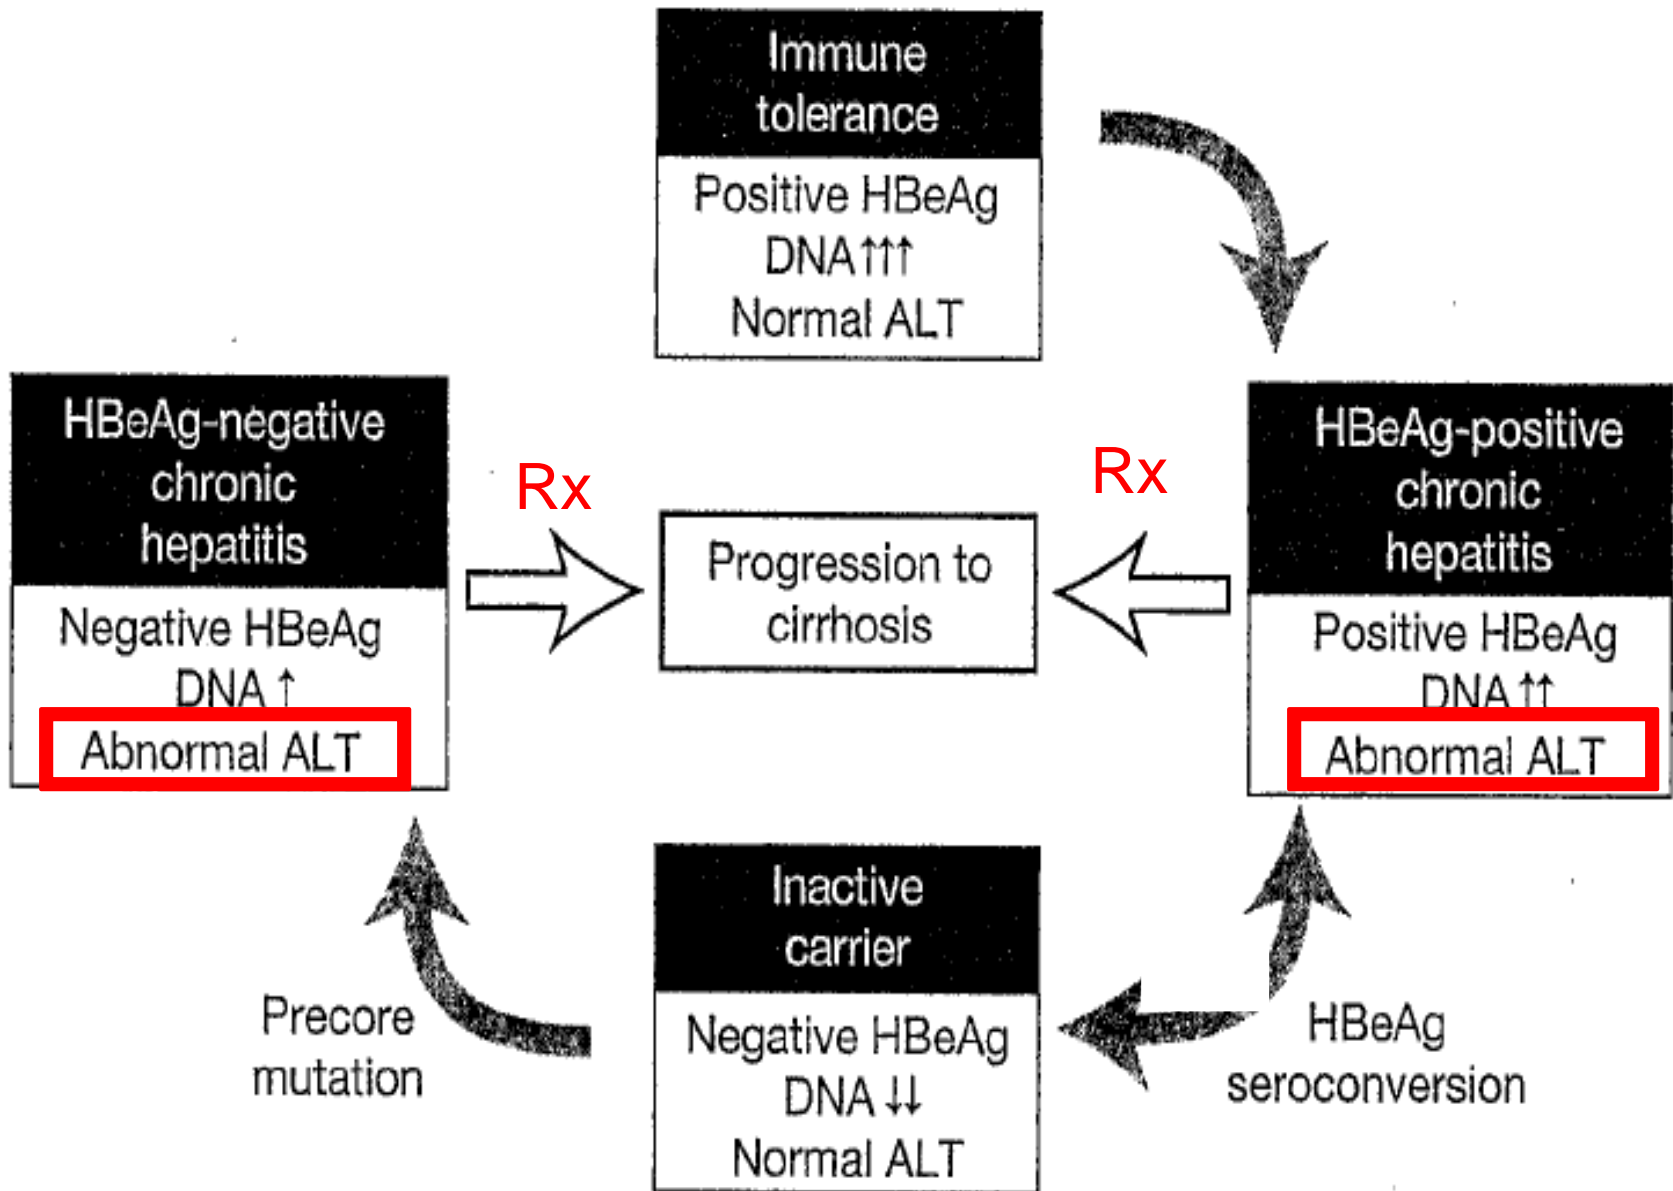 Immune
tolerance
Positive HBeAg
DNA↑↑↑
Normal ALT
HBeAg-negative
chronic
hepatitis
Negative HBeAg
DNA ↑
Abnormal ALT
Rx
Progression to
cirrhosis
Rx
HBeAg-positive
chronic
hepatitis
Positive HBeAg
DNA ↑↑
Abnormal ALT
Precore
mutation
Inactive
carrier
Negative HBeAg
DNA ↓↓
Normal ALT
HBeAg
seroconversion